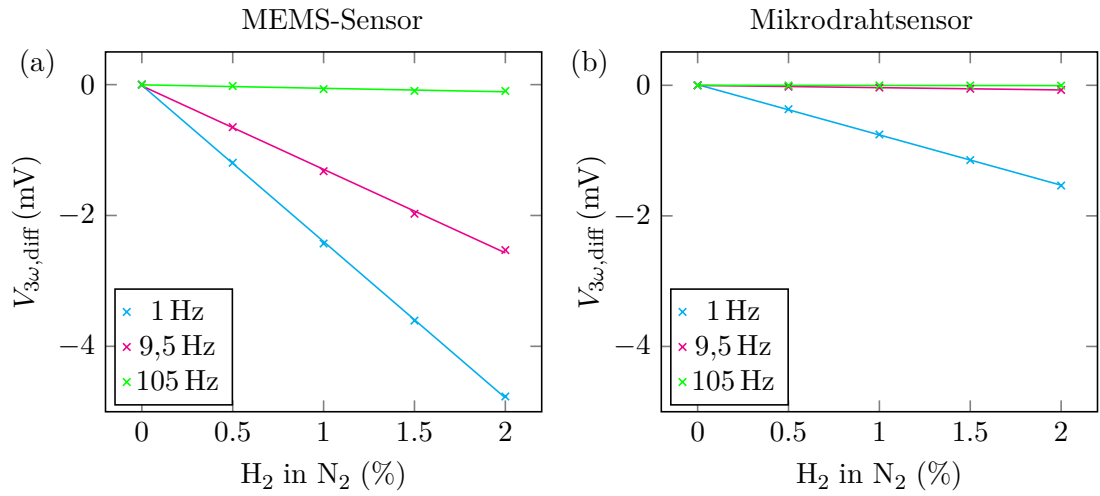 MEMS-Sensor
(a)
0
−2
−4
V3ω,diff (mV)
1 Hz
9,5 Hz
105 Hz
0 0.5 1 1.5 2
H2 in N2 (%)
Mikrodrahtsensor
(b)
0
−2
−4
V3ω,diff (mV)
1 Hz
9,5 Hz
105 Hz
0 0.5 1 1.5 2
H2 in N2 (%)